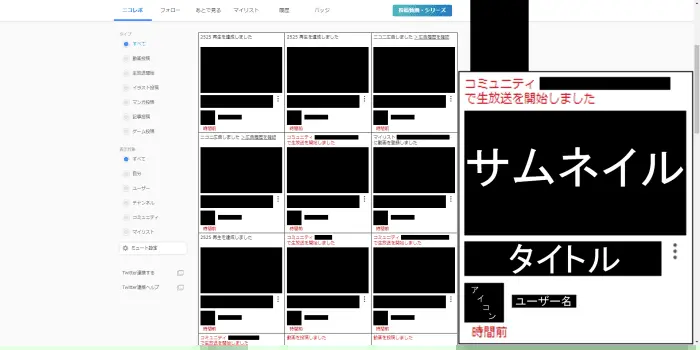 ニコレポ
フォロー
あとで見る
マイリスト
履歴
バッジ
投稿動画・シリーズ
タイプ
すべて
動画投稿
生放送開始
イラスト投稿
マンガ投稿
記事投稿
ゲーム投稿
表示対象
すべて
自分
ユーザー
チャンネル
コミュニティ
マイリスト
ミュート設定
Twitter連携する
Twitter連携ヘルプ
2525 再生を達成しました
2525 再生を達成しました
ニコニ広告しました > 広告履歴を確認
時間前
時間前
時間前
ニコニ広告しました > 広告履歴を確認
コミュニティ
で生放送を開始しました
マイリスト
に動画を登録しました
時間前
時間前
時間前
2525 再生を達成しました
コミュニティ
で生放送を開始しました
コミュニティ
で生放送を開始しました
時間前
時間前
時間前
コミュニティ
で生放送を開始しました
動画を投稿しました
動画を投稿しました
コミュニティ
で生放送を開始しました
サムネイル
タイトル
アイコン
ユーザー名
時間前